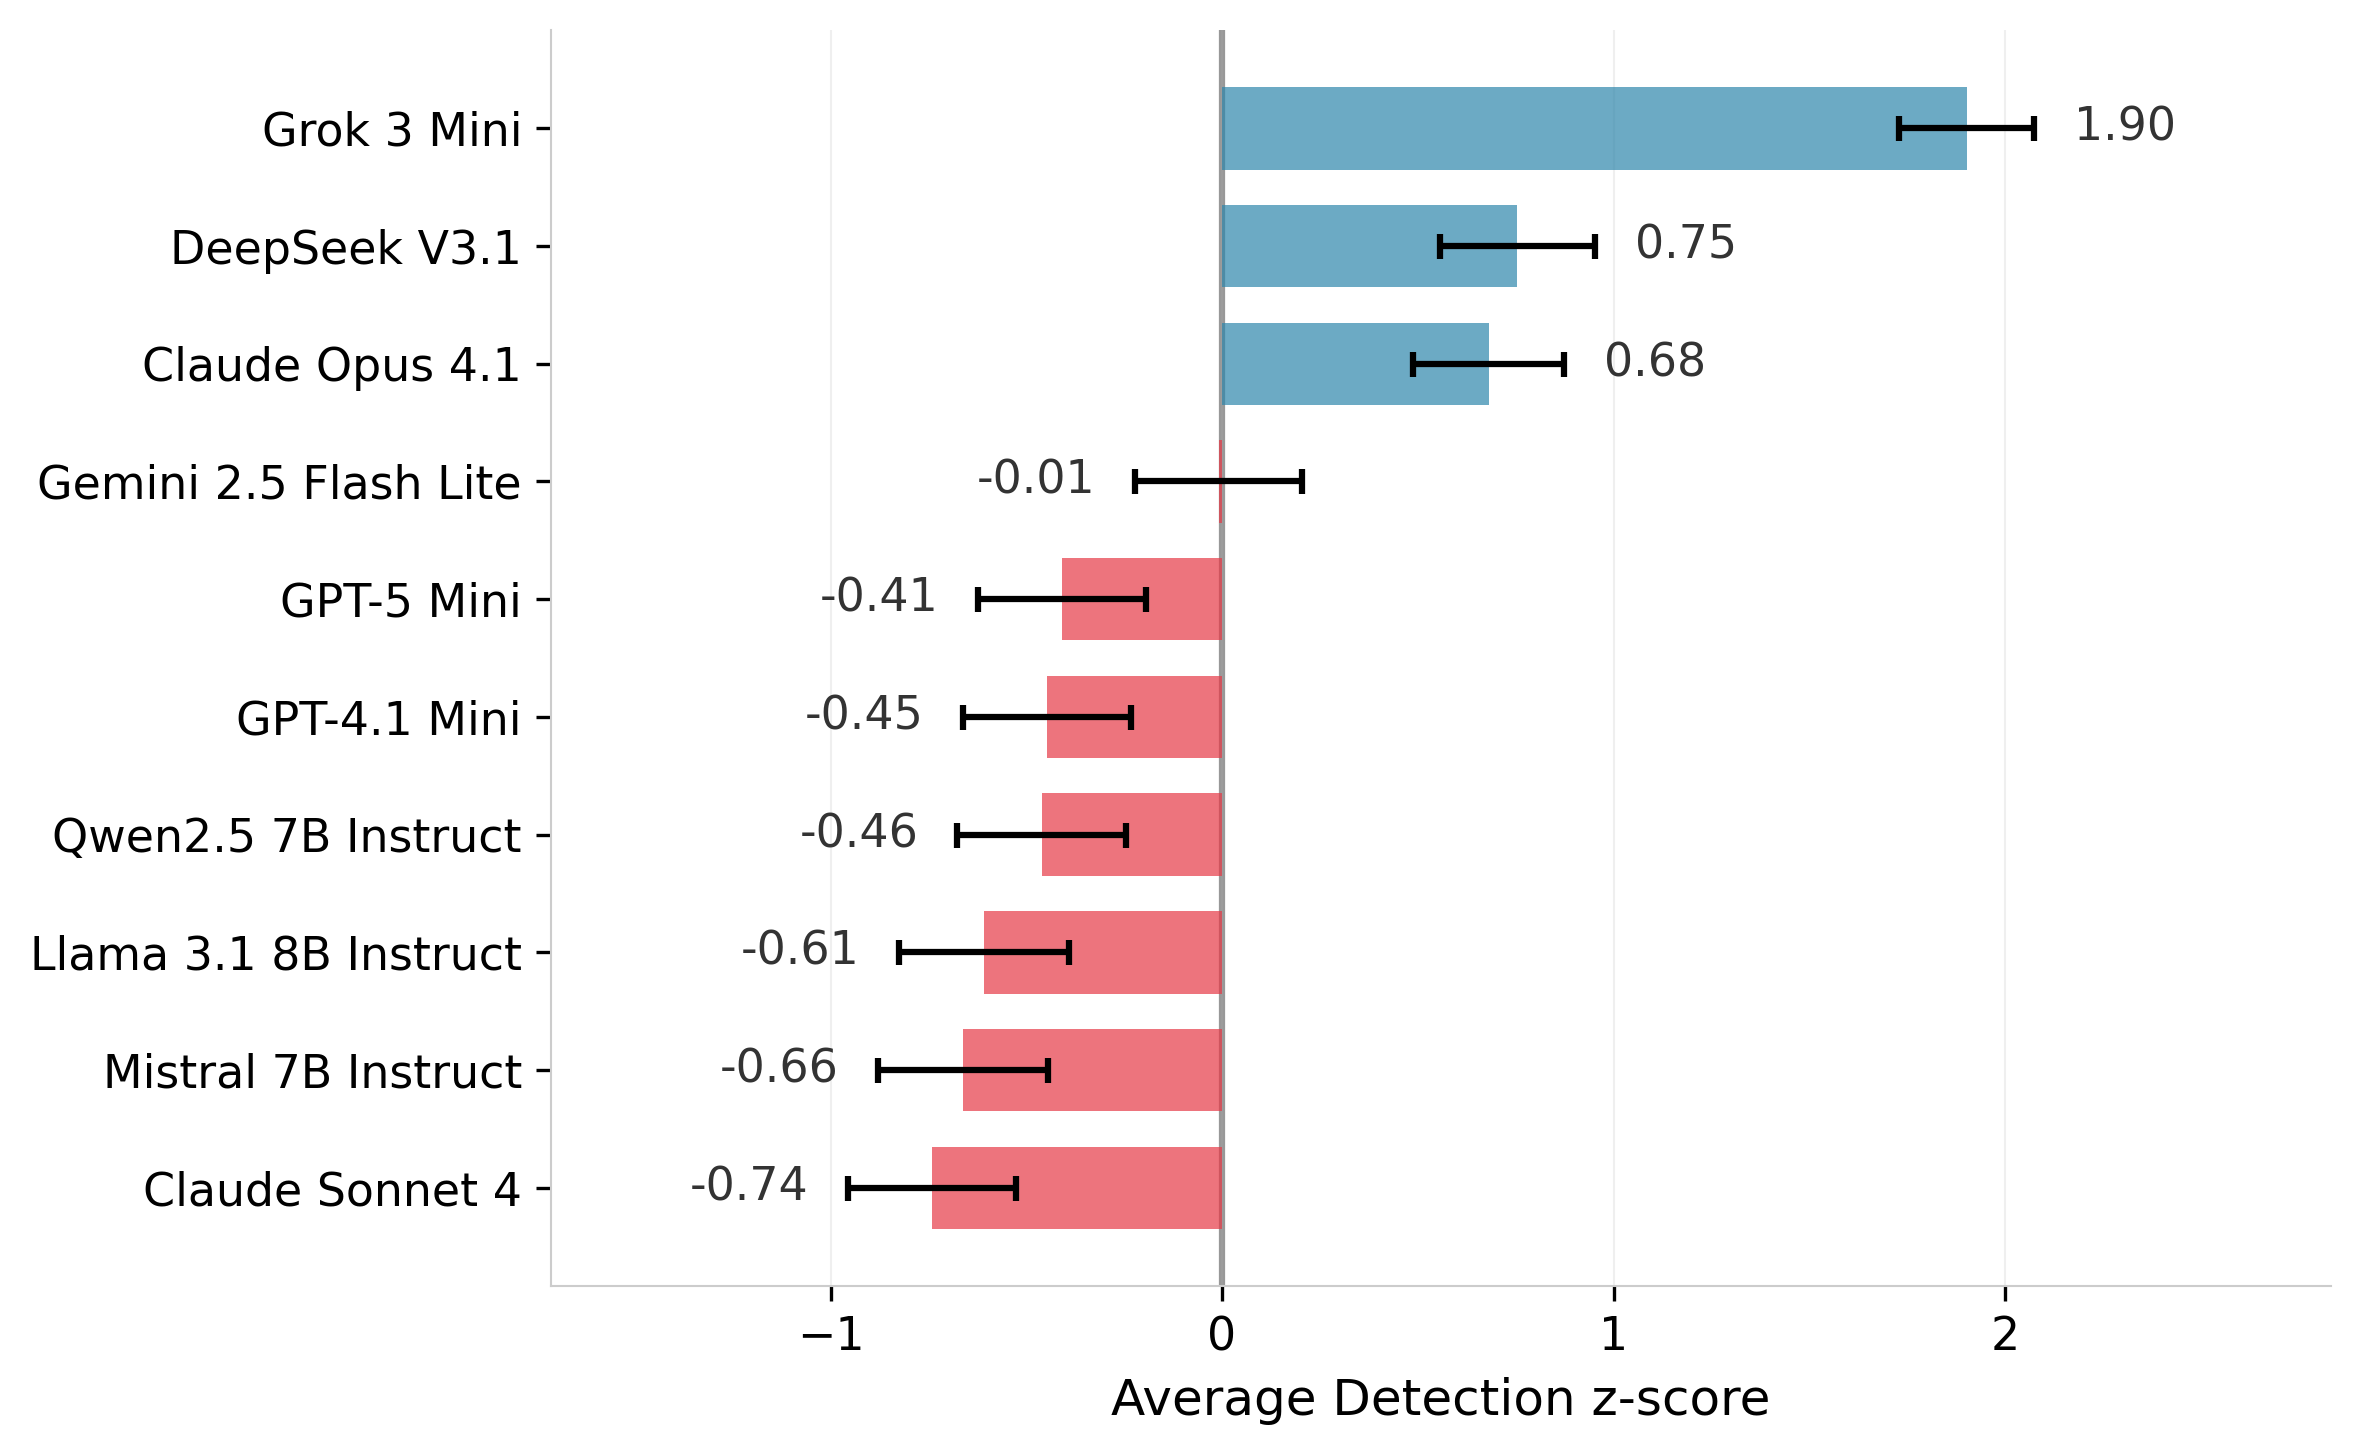 Grok 3 Mini 1.90
DeepSeek V3.1 0.75
Claude Opus 4.1 0.68
Gemini 2.5 Flash Lite -0.01
GPT-5 Mini -0.41
GPT-4.1 Mini -0.45
Qwen2.5 7B Instruct -0.46
Llama 3.1 8B Instruct -0.61
Mistral 7B Instruct -0.66
Claude Sonnet 4 -0.74
−1 0 1 2
Average Detection z-score